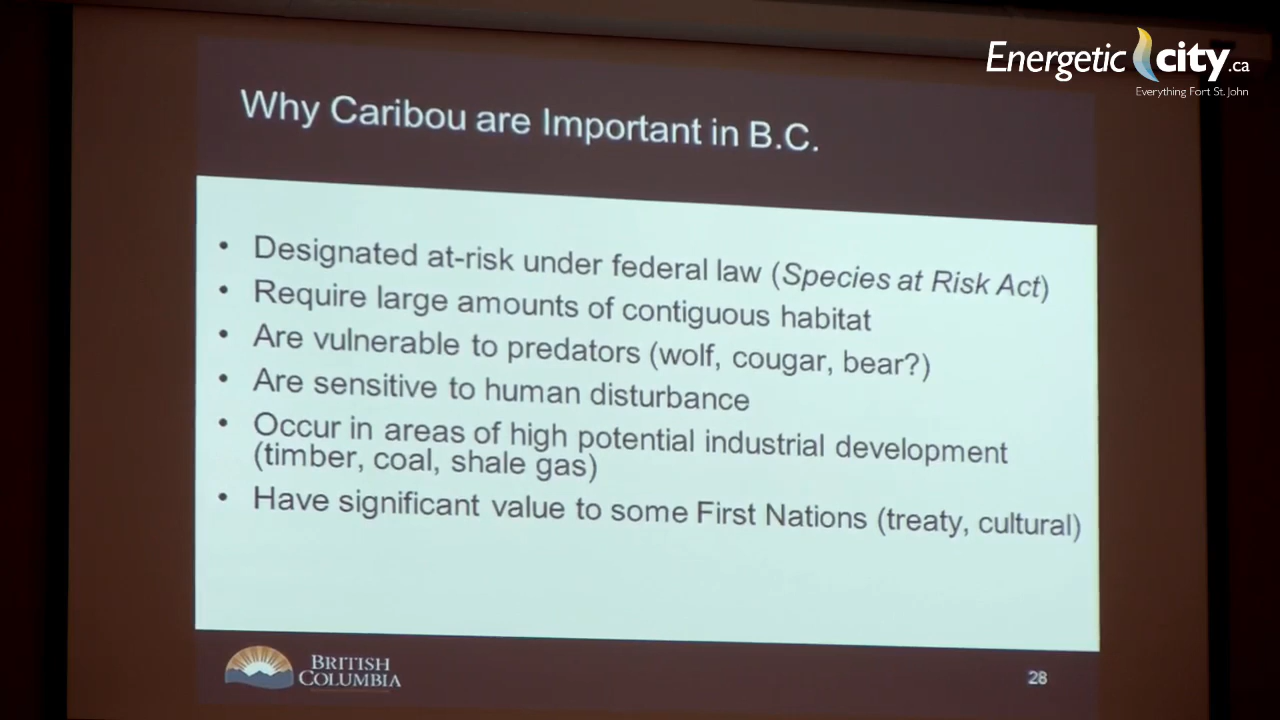 Energetic city.ca
Everything Fort St. John
Why Caribou are Important in B.C.
• Designated at-risk under federal law (Species at Risk Act)
• Require large amounts of contiguous habitat
• Are vulnerable to predators (wolf, cougar, bear?)
• Are sensitive to human disturbance
• Occur in areas of high potential industrial development
(timber, coal, shale gas)
• Have significant value to some First Nations (treaty, cultural)
BRITISH
COLUMBIA
28